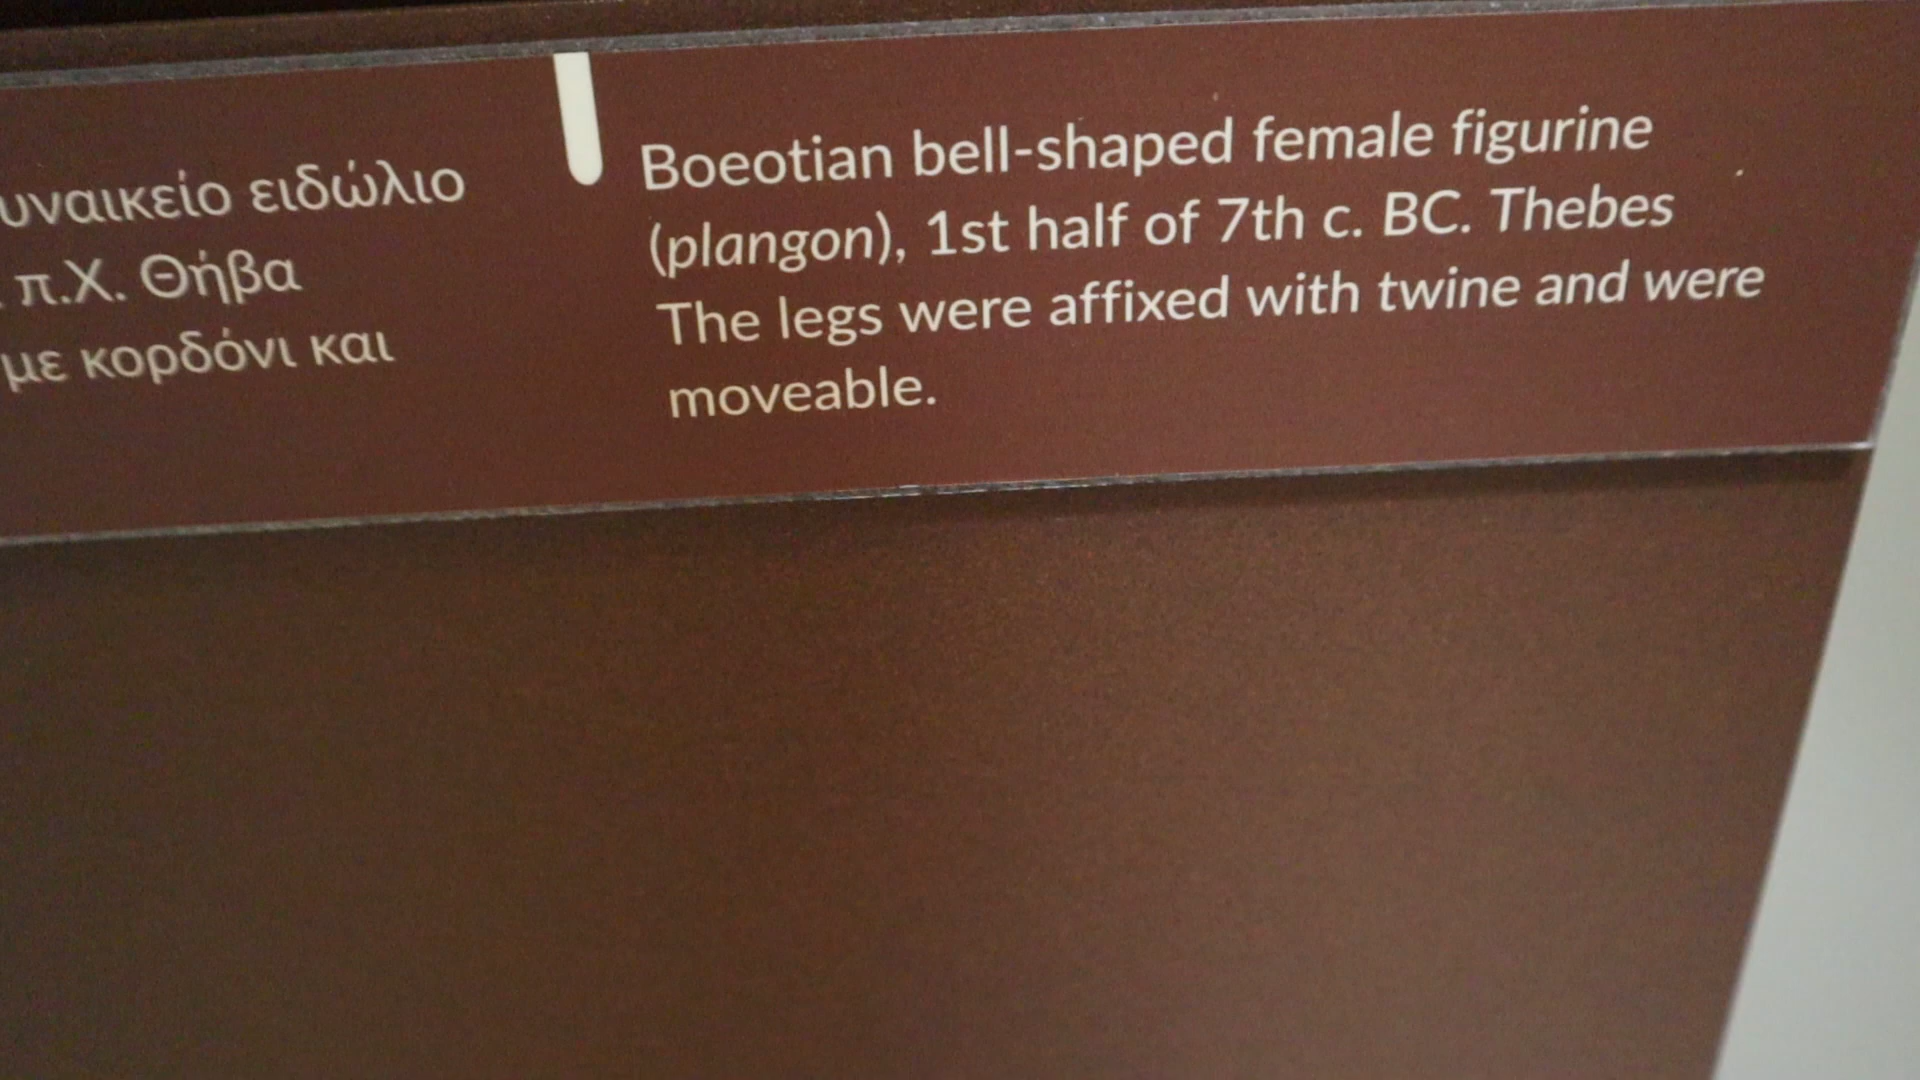 ειδώλιο
π.Χ. Θήβα
με κορδόνι και
Boeotian bell-shaped female figurine
(plangon), 1st half of 7th c. BC. Thebes
The legs were affixed with twine and were
moveable.